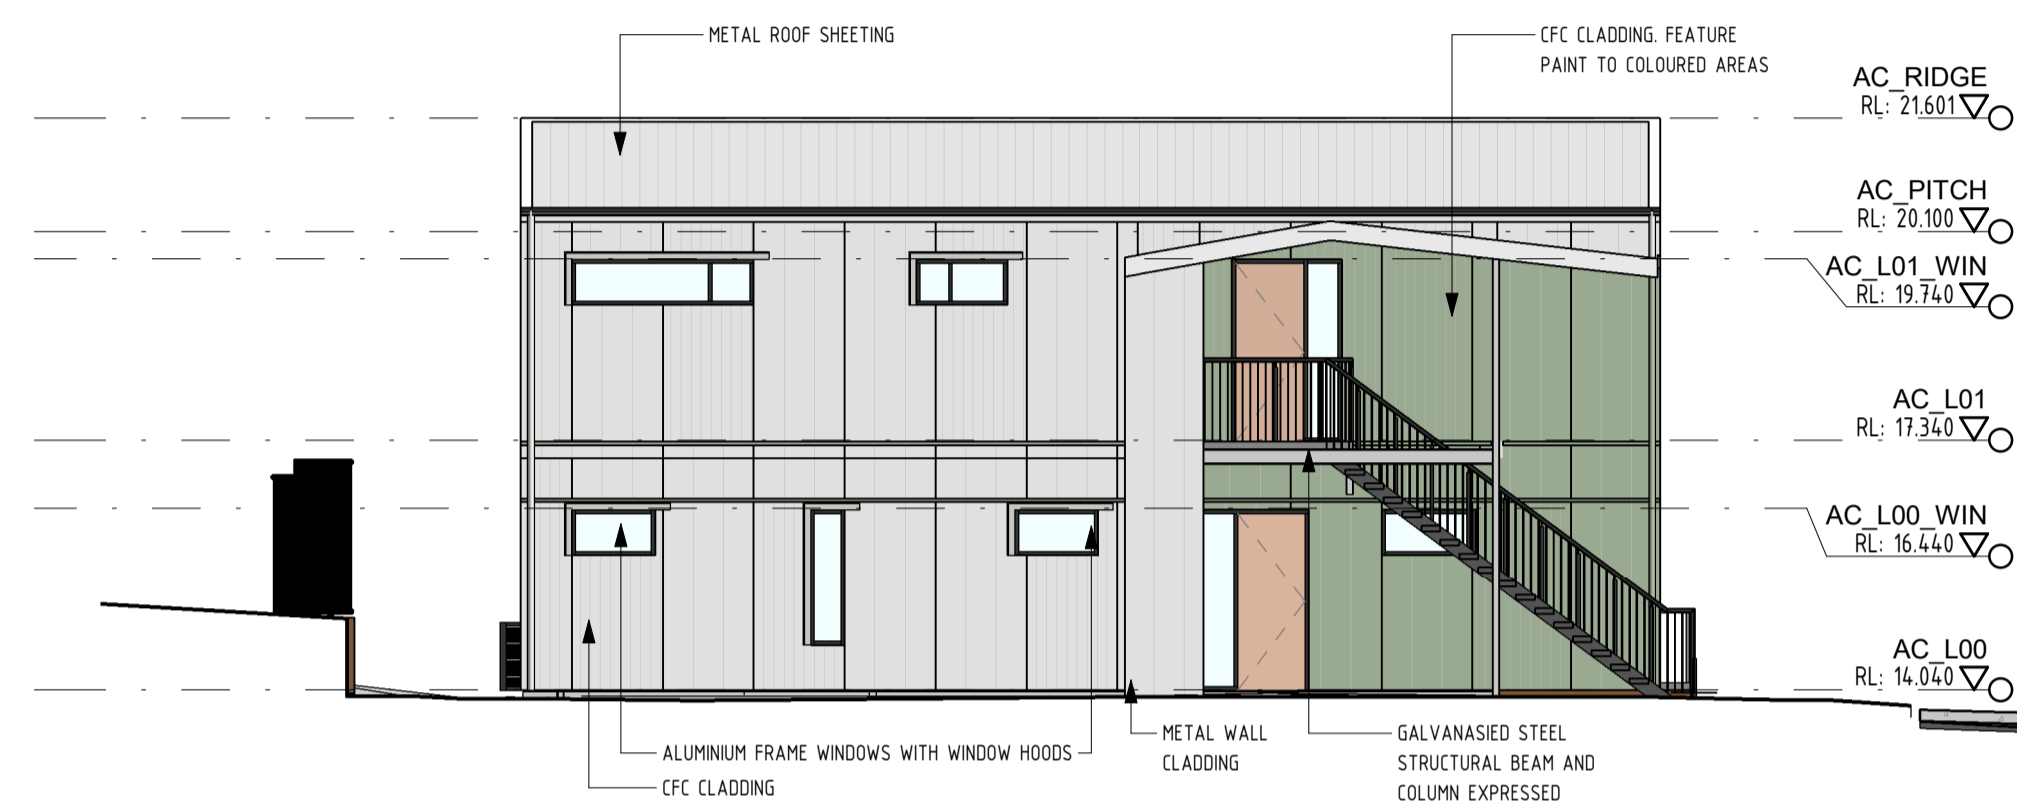 METAL ROOF SHEETING
CFC CLADDING. FEATURE
PAINT TO COLOURED AREAS
AC_RIDGE
RL: 21.601
AC_PITCH
RL: 20.100
AC_L01_WIN
RL: 19.740
AC_L01
RL: 17.340
AC_L00_WIN
RL: 16.440
AC_L00
RL: 14.040
ALUMINIUM FRAME WINDOWS WITH WINDOW HOODS
CFC CLADDING
METAL WALL
CLADDING
GALVANASIED STEEL
STRUCTURAL BEAM AND
COLUMN EXPRESSED